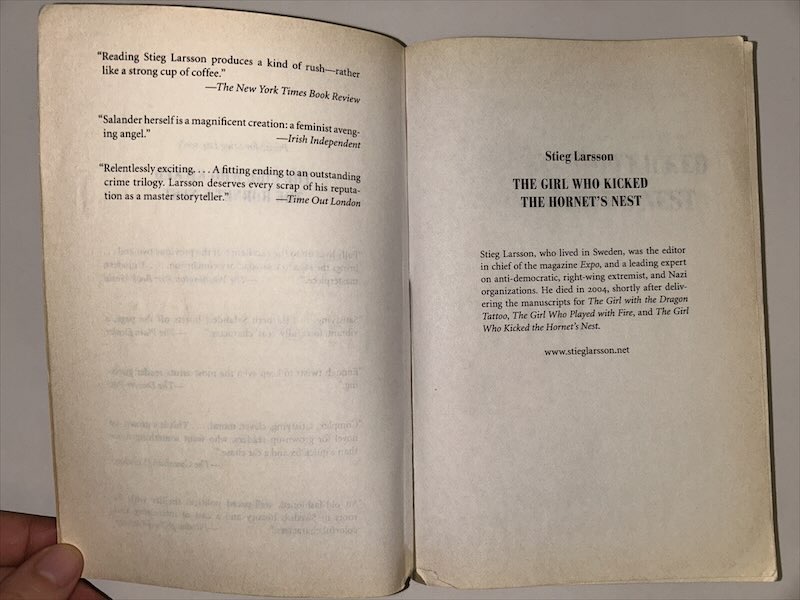 “Reading Stieg Larsson produces a kind of rush—rather
like a strong cup of coffee.”
—The New York Times Book Review
“Salander herself is a magnificent creation: a feminist aveng-
ing angel.”
—Irish Independent
“Relentlessly exciting. . . . A fitting ending to an outstanding
crime trilogy. Larsson deserves every scrap of his reputa-
tion as a master storyteller.”
—Time Out London
Stieg Larsson
THE GIRL WHO KICKED
THE HORNET’S NEST
Stieg Larsson, who lived in Sweden, was the editor
in chief of the magazine Expo, and a leading expert
on anti-democratic, right-wing extremist, and Nazi
organizations. He died in 2004, shortly after deliv-
ering the manuscripts for The Girl with the Dragon
Tattoo, The Girl Who Played with Fire, and The Girl
Who Kicked the Hornet’s Nest.
www.stieglarsson.net